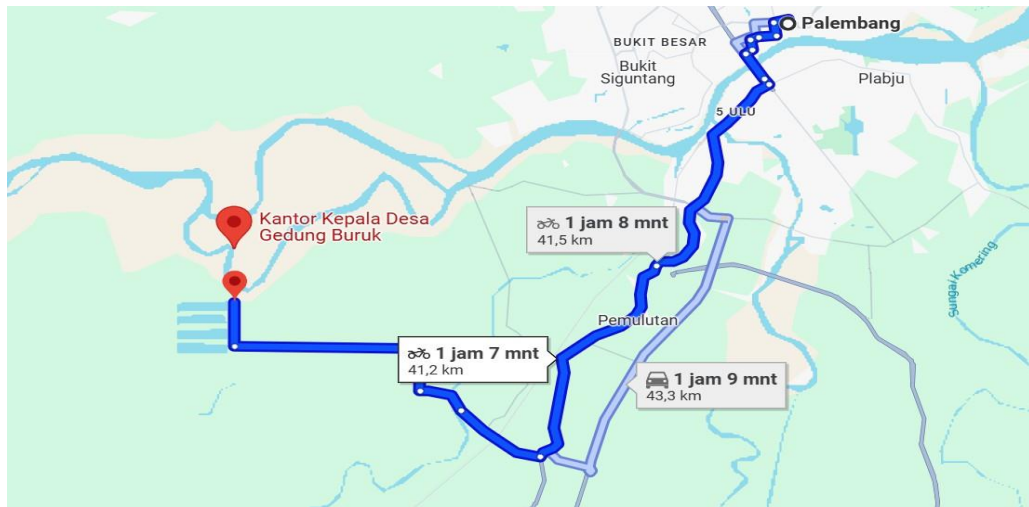 Palembang
BUKIT BESAR
Bukit
Siguntang
Plabju
5 ULU
Kantor Kepala Desa
Gedung Buruk
1 jam 8 mnt
41,5 km
Sungai Komering
Pemulutan
1 jam 7 mnt
41,2 km
1 jam 9 mnt
43,3 km